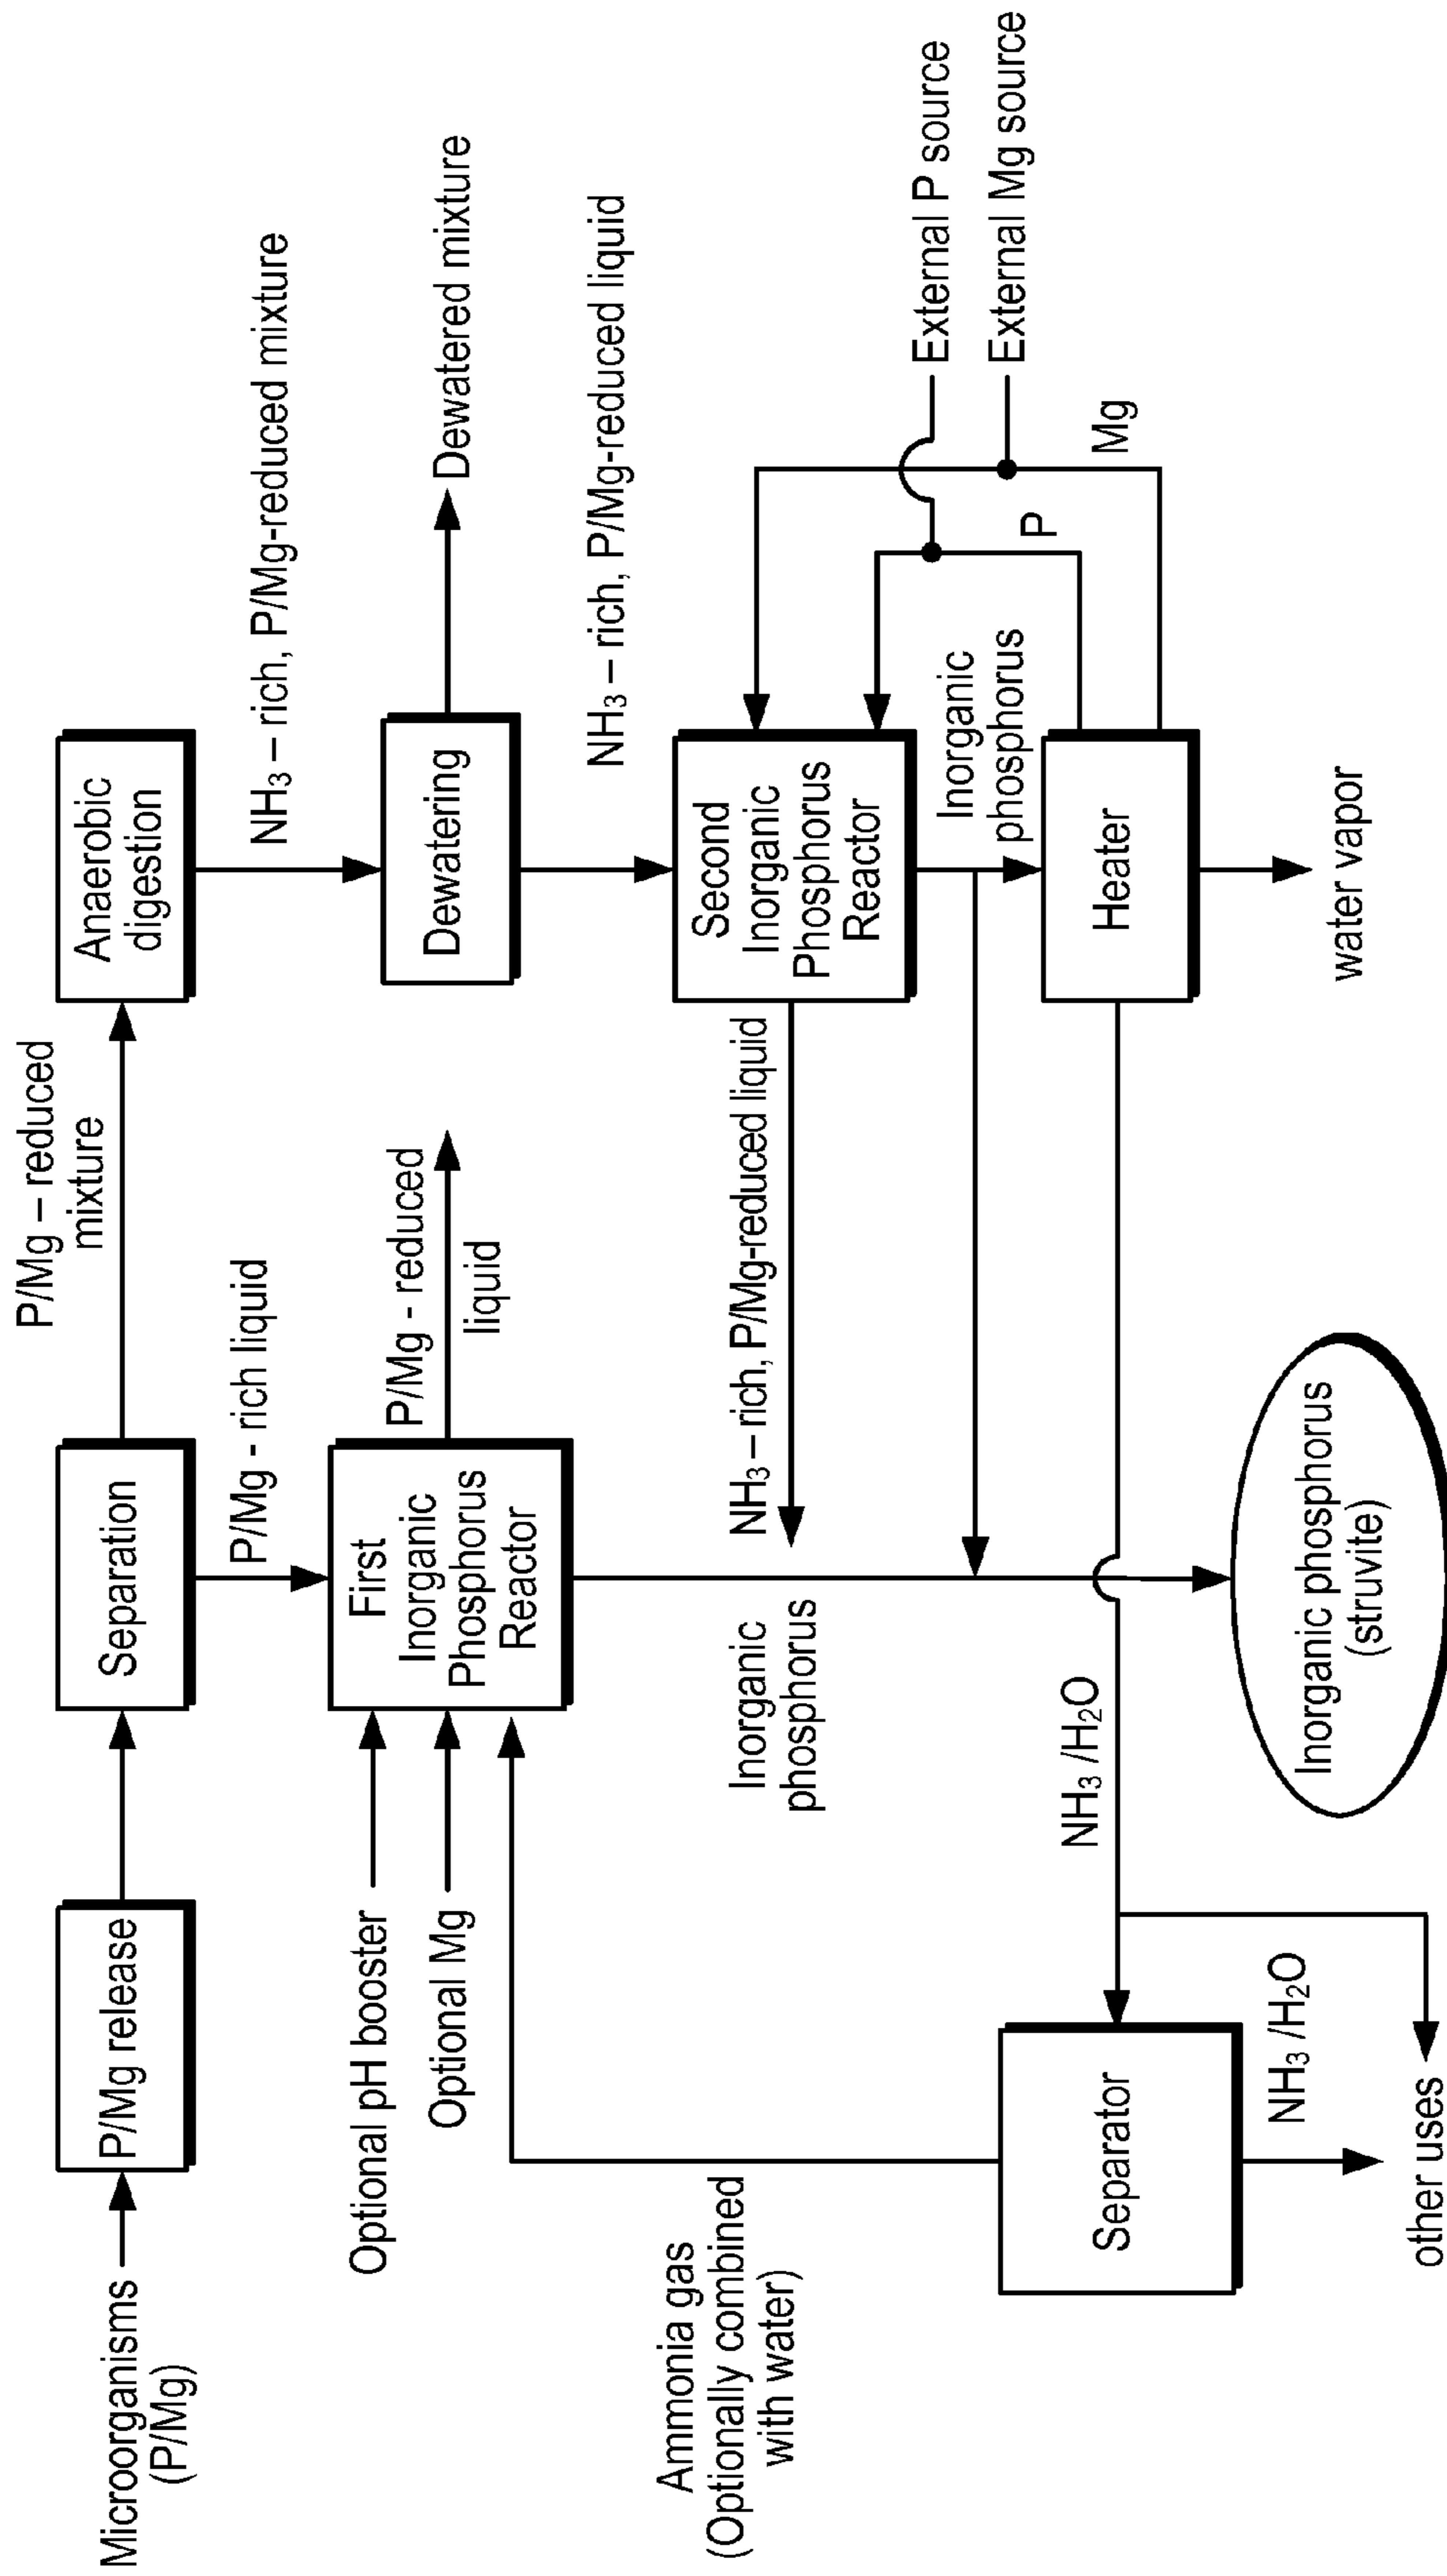 Microorganisms
(P/Mg)
P/Mg release
Separation
P/Mg – reduced
mixture
Anaerobic
digestion
P/Mg - rich liquid
NH₃ – rich, P/Mg-reduced mixture
Optional pH booster
Optional Mg
First
Inorganic
Phosphorus
Reactor
P/Mg - reduced
liquid
Dewatering
Dewatered mixture
NH₃ – rich, P/Mg-reduced liquid
Ammonia gas
(Optionally combined
with water)
Inorganic
phosphorus
NH₃ – rich, P/Mg-reduced liquid
Second
Inorganic
Phosphorus
Reactor
External P source
External Mg source
Inorganic
phosphorus
P
Mg
Separator
NH₃ /H₂O
Heater
NH₃ /H₂O
other uses
Inorganic phosphorus
(struvite)
water vapor